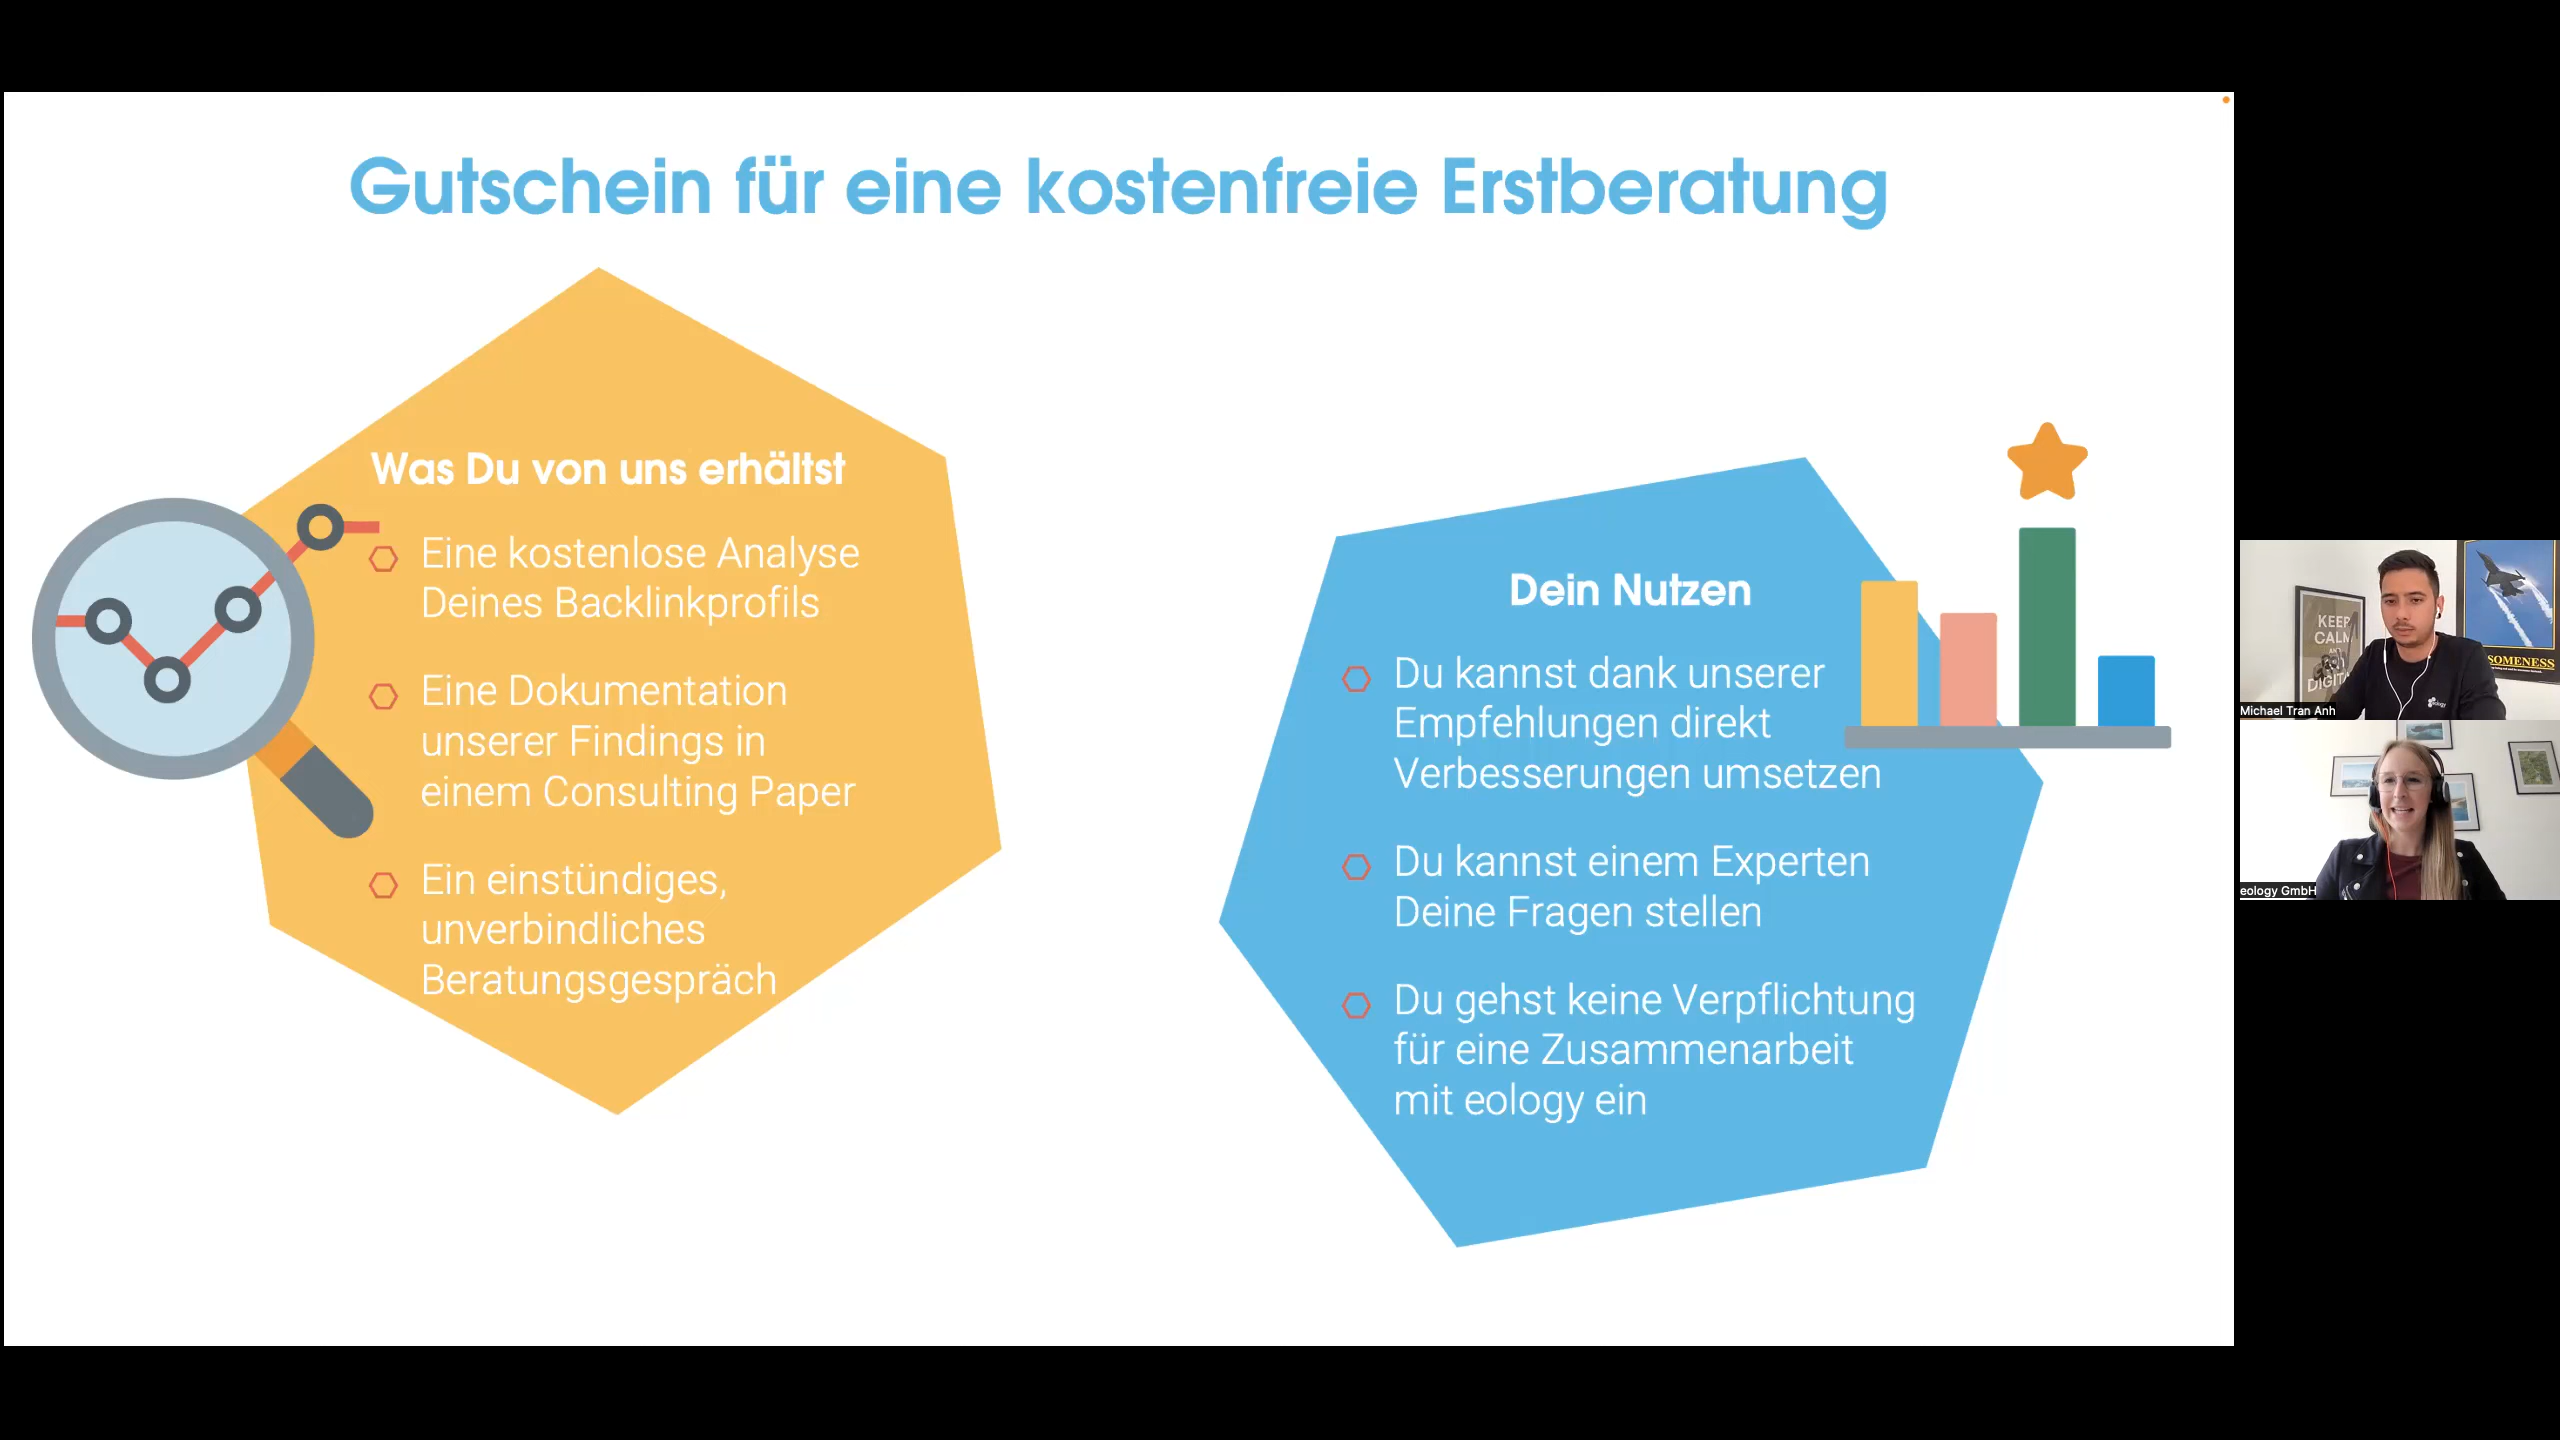 Gutschein für eine kostenfreie Erstberatung
Was Du von uns erhältst
Eine kostenlose Analyse
Deines Backlinkprofils
Eine Dokumentation
unserer Findings in
einem Consulting Paper
Ein einstündiges,
unverbindliches
Beratungsgespräch
Dein Nutzen
Du kannst dank unserer
Empfehlungen direkt
Verbesserungen umsetzen
Du kannst einem Experten
Deine Fragen stellen
Du gehst keine Verpflichtung
für eine Zusammenarbeit
mit eology ein
KEEP
CALM
AND
DIGITA
SOMENESS
eology
Michael Tran Anh
eology GmbH